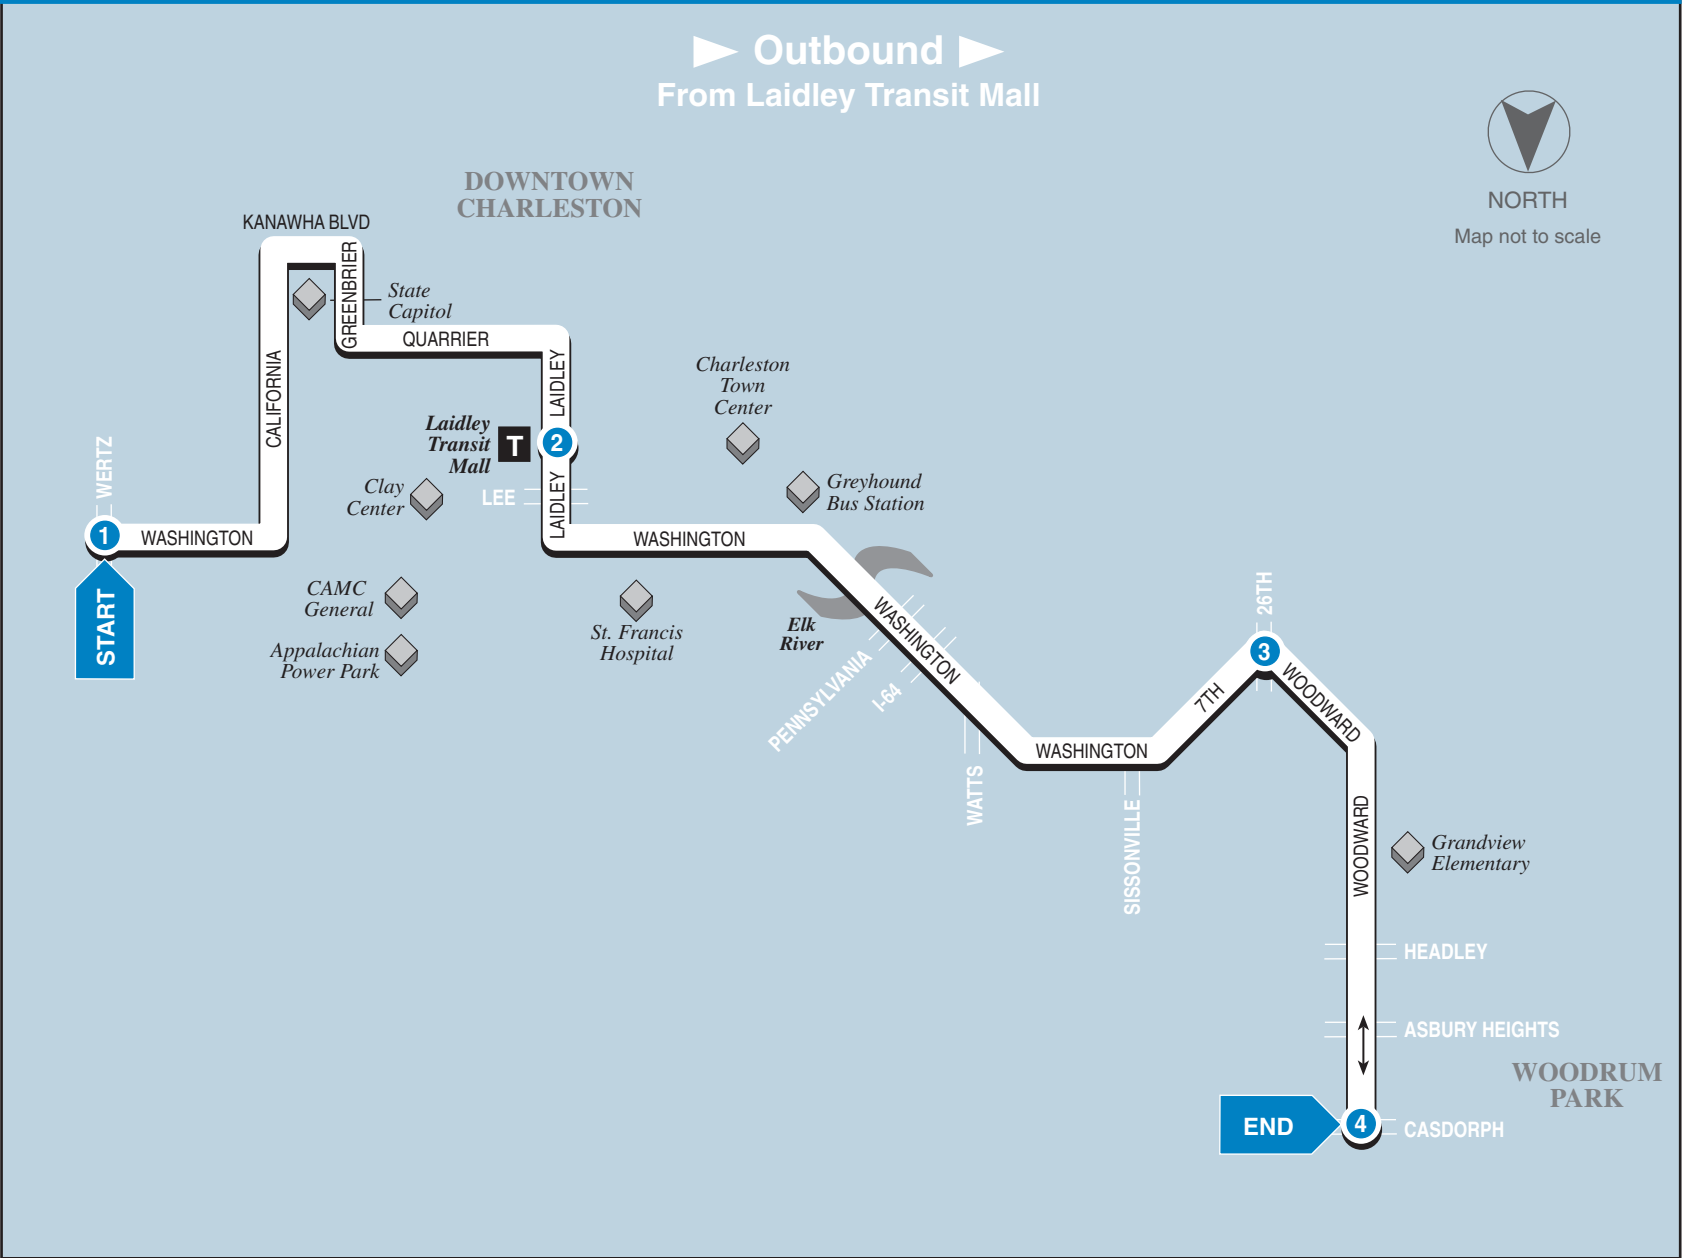 Outbound
From Laidley Transit Mall
NORTH
Map not to scale
DOWNTOWN
CHARLESTON
KANAWHA BLVD
GREENBRIER
State
Capitol
QUARRIER
CALIFORNIA
LAIDLEY
Laidley
Transit
Mall
T
2
Charleston
Town
Center
WERTZ
Clay
Center
LEE
LAIDLEY
Greyhound
Bus Station
1
WASHINGTON
WASHINGTON
START
CAMC
General
Appalachian
Power Park
St. Francis
Hospital
Elk
River
WASHINGTON
PENNSYLVANIA
I-64
WATTS
26TH
3
7TH
WOODWARD
WASHINGTON
SISSONVILLE
WOODWARD
Grandview
Elementary
HEADLEY
ASBURY HEIGHTS
WOODRUM
PARK
END
4
CASDORPH